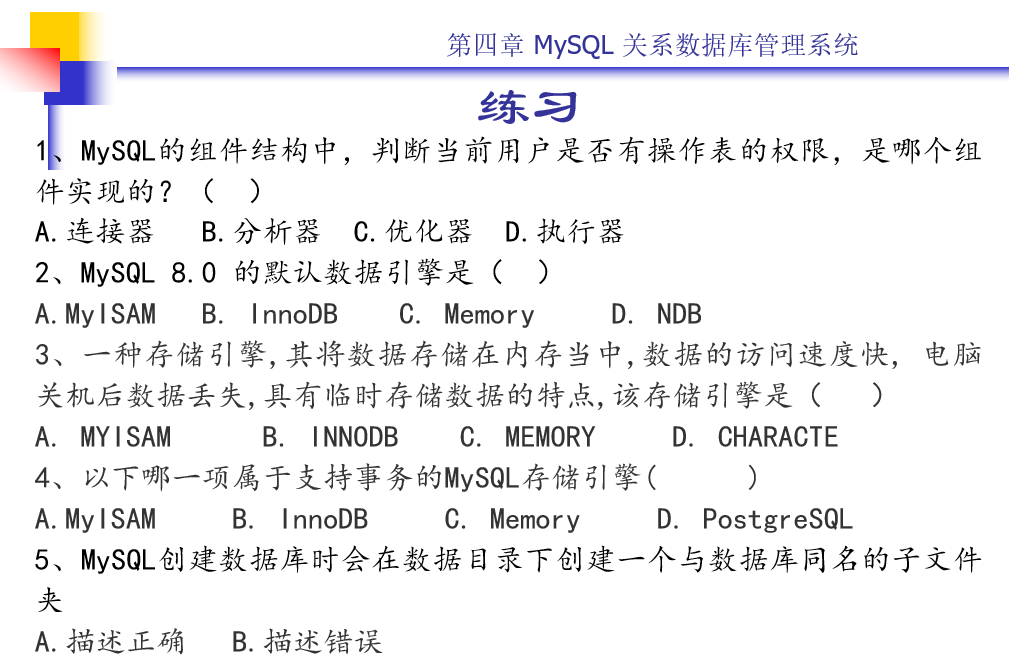 第四章 MySQL 关系数据库管理系统
练习
1、MySQL的组件结构中，判断当前用户是否有操作表的权限，是哪个组
件实现的？（ ）
A.连接器 B.分析器 C.优化器 D.执行器
2、MySQL 8.0 的默认数据引擎是（ ）
A.MyISAM B. InnoDB C. Memory D. NDB
3、一种存储引擎,其将数据存储在内存当中,数据的访问速度快, 电脑
关机后数据丢失,具有临时存储数据的特点,该存储引擎是（ ）
A. MYISAM B. INNODB C. MEMORY D. CHARACTE
4、以下哪一项属于支持事务的MySQL存储引擎( )
A.MyISAM B. InnoDB C. Memory D. PostgreSQL
5、MySQL创建数据库时会在数据目录下创建一个与数据库同名的子文件
夹
A.描述正确 B.描述错误